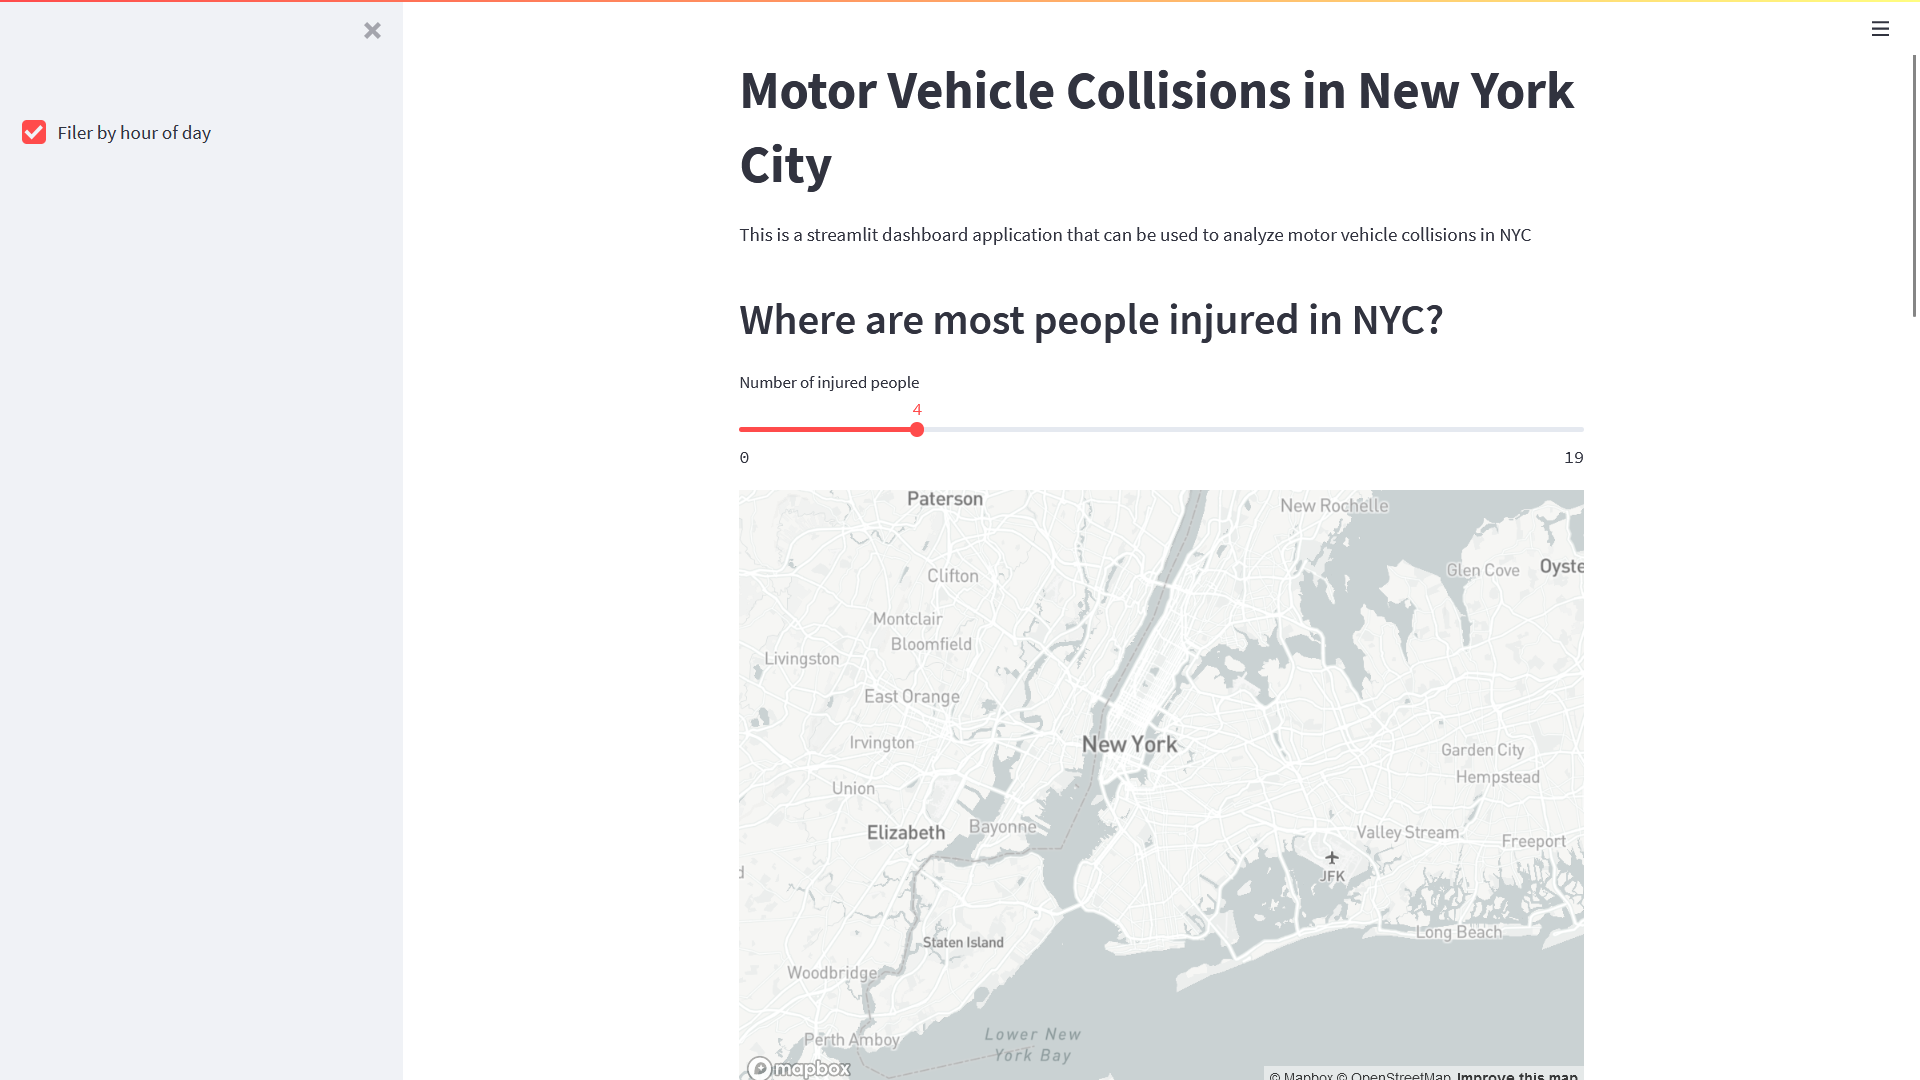 Filer by hour of day
Motor Vehicle Collisions in New York
City
This is a streamlit dashboard application that can be used to analyze motor vehicle collisions in NYC
Where are most people injured in NYC?
Number of injured people
4
0
19
Paterson
New Rochelle
Clifton
Glen Cove
Oyste
Montclair
Bloomfield
Livingston
East Orange
Irvington
New York
Garden City
Hempstead
Union
Elizabeth
Bayonne
Valley Stream
Freeport
JFK
Long Beach
Staten Island
Woodbridge
Perth Amboy
Lower New
York Bay
mapbox
© Mapbox © OpenStreetMap Improve this map